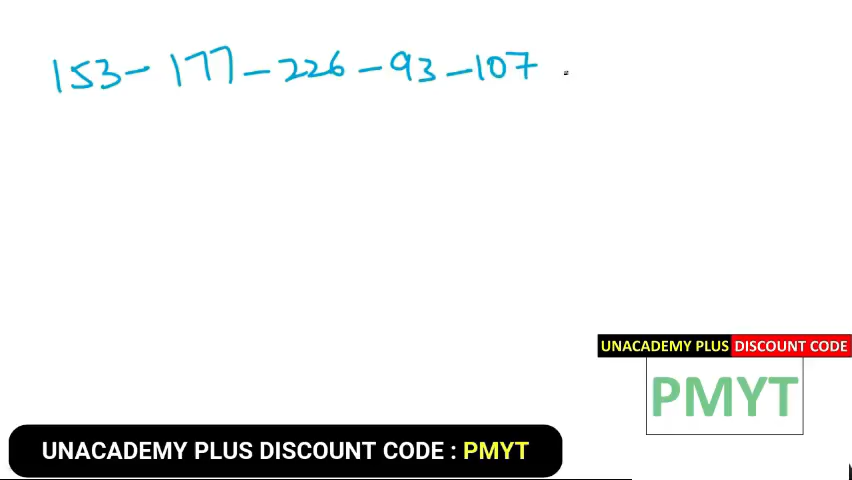 153 - 177 - 226 - 93 - 107
UNACADEMY PLUS DISCOUNT CODE
PMYT
UNACADEMY PLUS DISCOUNT CODE : PMYT